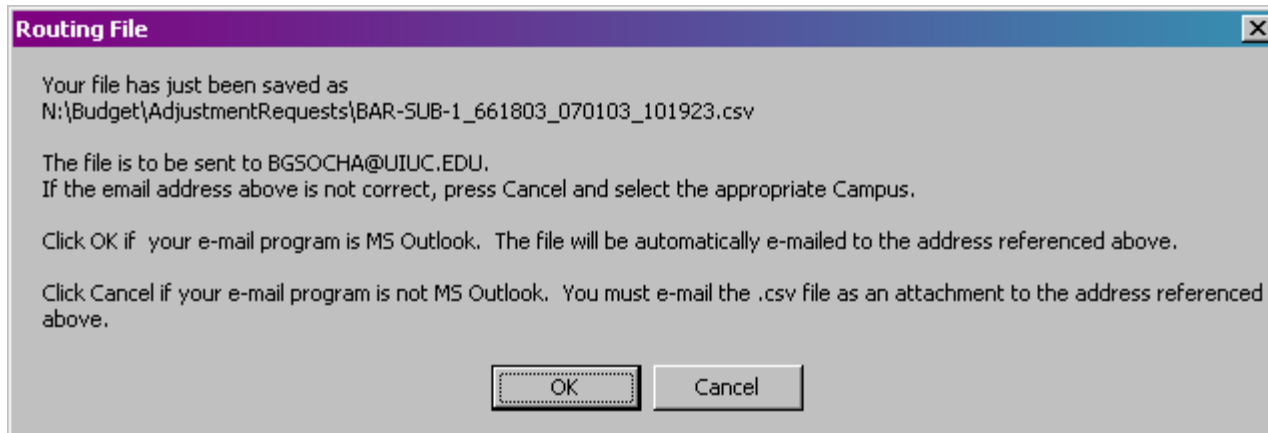 Routing File
Your file has just been saved as
N:\Budget\AdjustmentRequests\BAR-SUB-1_661803_070103_101923.csv
The file is to be sent to BGSOCHA@UIUC.EDU.
If the email address above is not correct, press Cancel and select the appropriate Campus.
Click OK if  your e-mail program is MS Outlook.  The file will be automatically e-mailed to the address referenced above.
Click Cancel if your e-mail program is not MS Outlook.  You must e-mail the .csv file as an attachment to the address referenced
above.
OK
Cancel